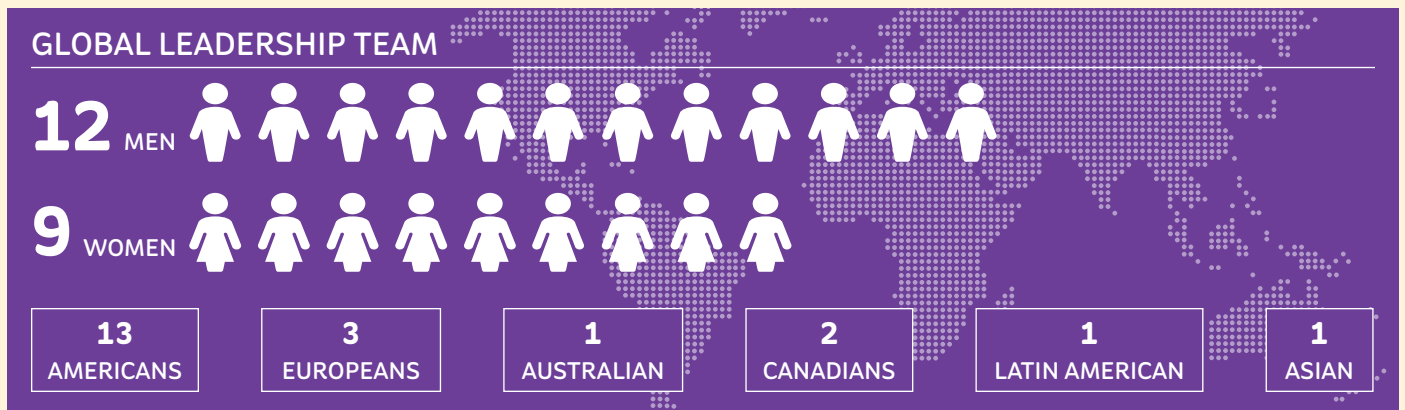 GLOBAL LEADERSHIP TEAM
12 MEN
9 WOMEN
13
AMERICANS
3
EUROPEANS
1
AUSTRALIAN
2
CANADIANS
1
LATIN AMERICAN
1
ASIAN